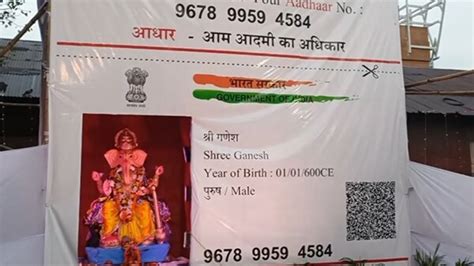 Your Aadhaar No. :
9678 9959 4584
आधार - आम आदमी का अधिकार
भारत सरकार
GOVERNMENT OF INDIA
श्री गणेश
Shree Ganesh
Year of Birth : 01/01/600CE
पुरुष / Male
9678 9959 4584